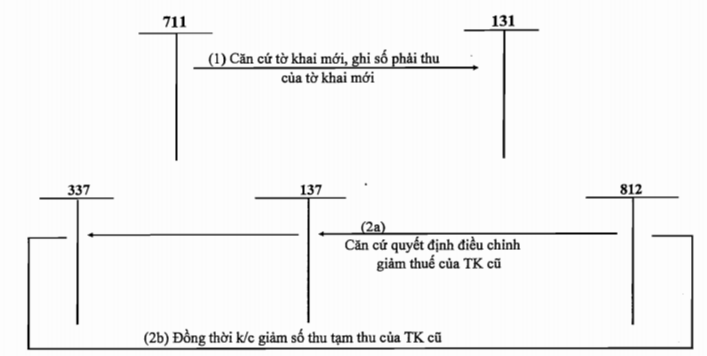 711 131
(1) Căn cứ tờ khai mới, ghi số phải thu
của tờ khai mới
337 137 812
(2a)
Căn cứ quyết định điều chỉnh
giảm thuế của TK cũ
(2b) Đồng thời k/c giảm số thu tạm thu của TK cũ